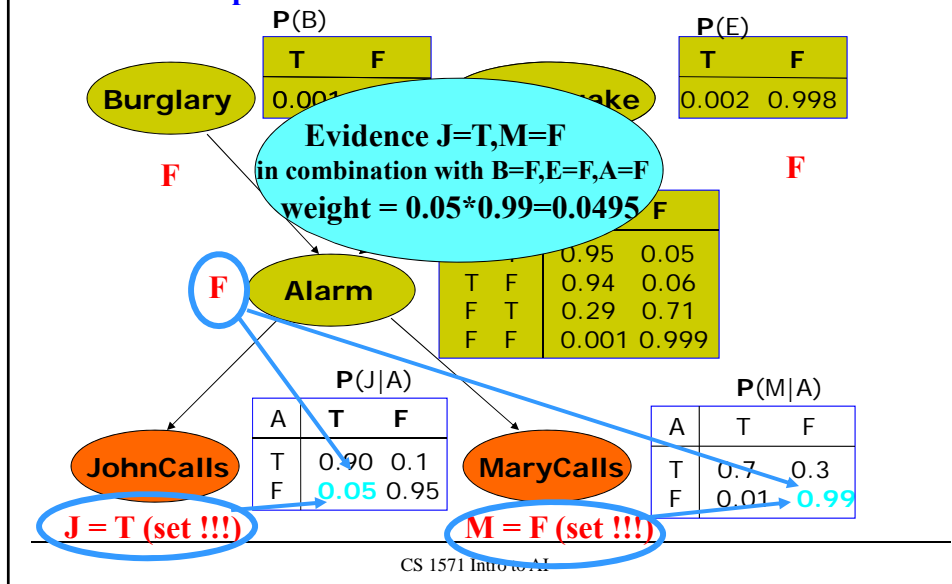 P(B)
P(E)
T F
T F
Burglary
0.001
ake
0.002 0.998
Evidence J=T,M=F
in combination with B=F,E=F,A=F
weight = 0.05*0.99=0.0495
F
F
F
0.95 0.05
T F 0.94 0.06
F T 0.29 0.71
F F 0.001 0.999
F
Alarm
P(J|A)
P(M|A)
A T F
A T F
JohnCalls
T 0.90 0.1
F 0.05 0.95
MaryCalls
T 0.7 0.3
F 0.01 0.99
J = T (set !!!)
M = F (set !!!)
CS 1571 Intro to AI